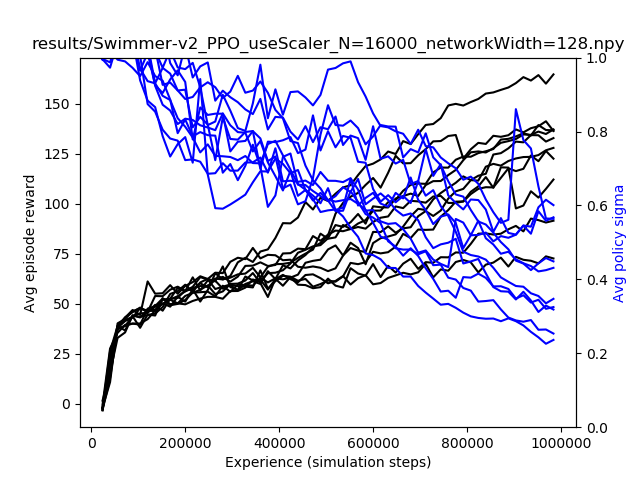 results/Swimmer-v2_PPO_useScaler_N=16000_networkWidth=128.npy
150
125
100
75
50
25
0
Avg episode reward
1.0
0.8
0.6
0.4
0.2
0.0
Avg policy sigma
0 200000 400000 600000 800000 1000000
Experience (simulation steps)